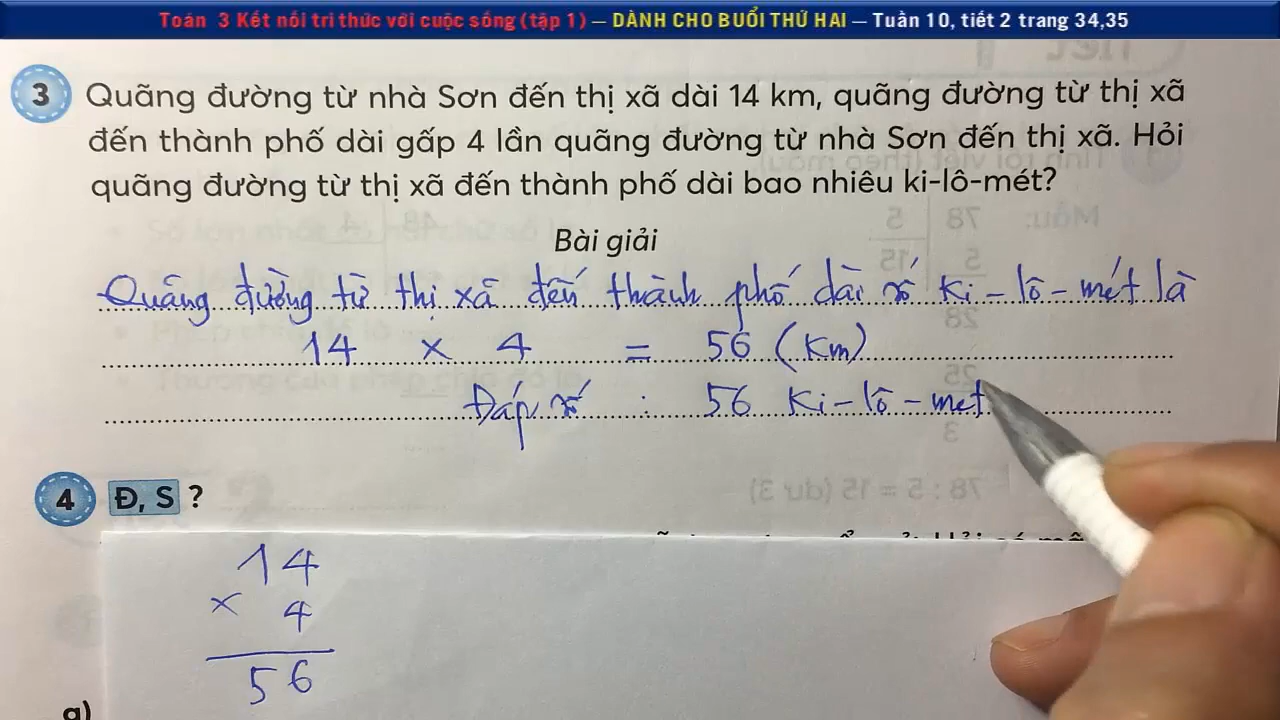 Toán 3 Kết nối tri thức với cuộc sống (tập 1) – DÀNH CHO BUỔI THỨ HAI – Tuần 10, tiết 2 trang 34,35
3 Quãng đường từ nhà Sơn đến thị xã dài 14 km, quãng đường từ thị xã
đến thành phố dài gấp 4 lần quãng đường từ nhà Sơn đến thị xã. Hỏi
quãng đường từ thị xã đến thành phố dài bao nhiêu ki-lô-mét?
Bài giải
Quãng đường từ thị xã đến thành phố dài số ki-lô-mét là
14 × 4 = 56 (Km)
Đáp số : 56 Ki-lô-met
4 Đ, S ?
14
× 4
56
a)